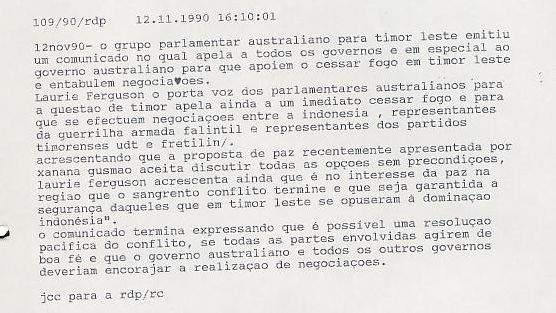 109/90/rdp 12.11.1990 16:10:01
12nov90- o grupo parlamentar australiano para timor leste emitiu
um comunicado no qual apela a todos os governos e em especial ao
governo australiano para que apoiem o cessar fogo em timor leste
e entabulem negocia♥oes.
Laurie Ferguson o porta voz dos parlamentares australianos para
a questao de timor apela ainda a um imediato cessar fogo e para
que se efectuem negociaçoes entre a indonesia , representantes
da guerrilha armada falintil e representantes dos partidos
timorenses udt e fretilin/.
acrescentando que a proposta de paz recentemente apresentada por
xanana gusmao aceita discutir todas as opçoes sem precondiçoes,
laurie ferguson acrescenta ainda que é no interesse da paz na
regiao que o sangrento conflito termine e que seja garantida a
segurança daqueles que em timor leste se opuseram à dominaçao
indonésia".
o comunicado termina expressando que é possível uma resoluçao
pacifica do conflito, se todas as partes envolvidas agirem de
boa fé e que o governo australiano e todos os outros governos
deveriam encorajar a realizaçao de negociaçoes.
jcc para a rdp/rc